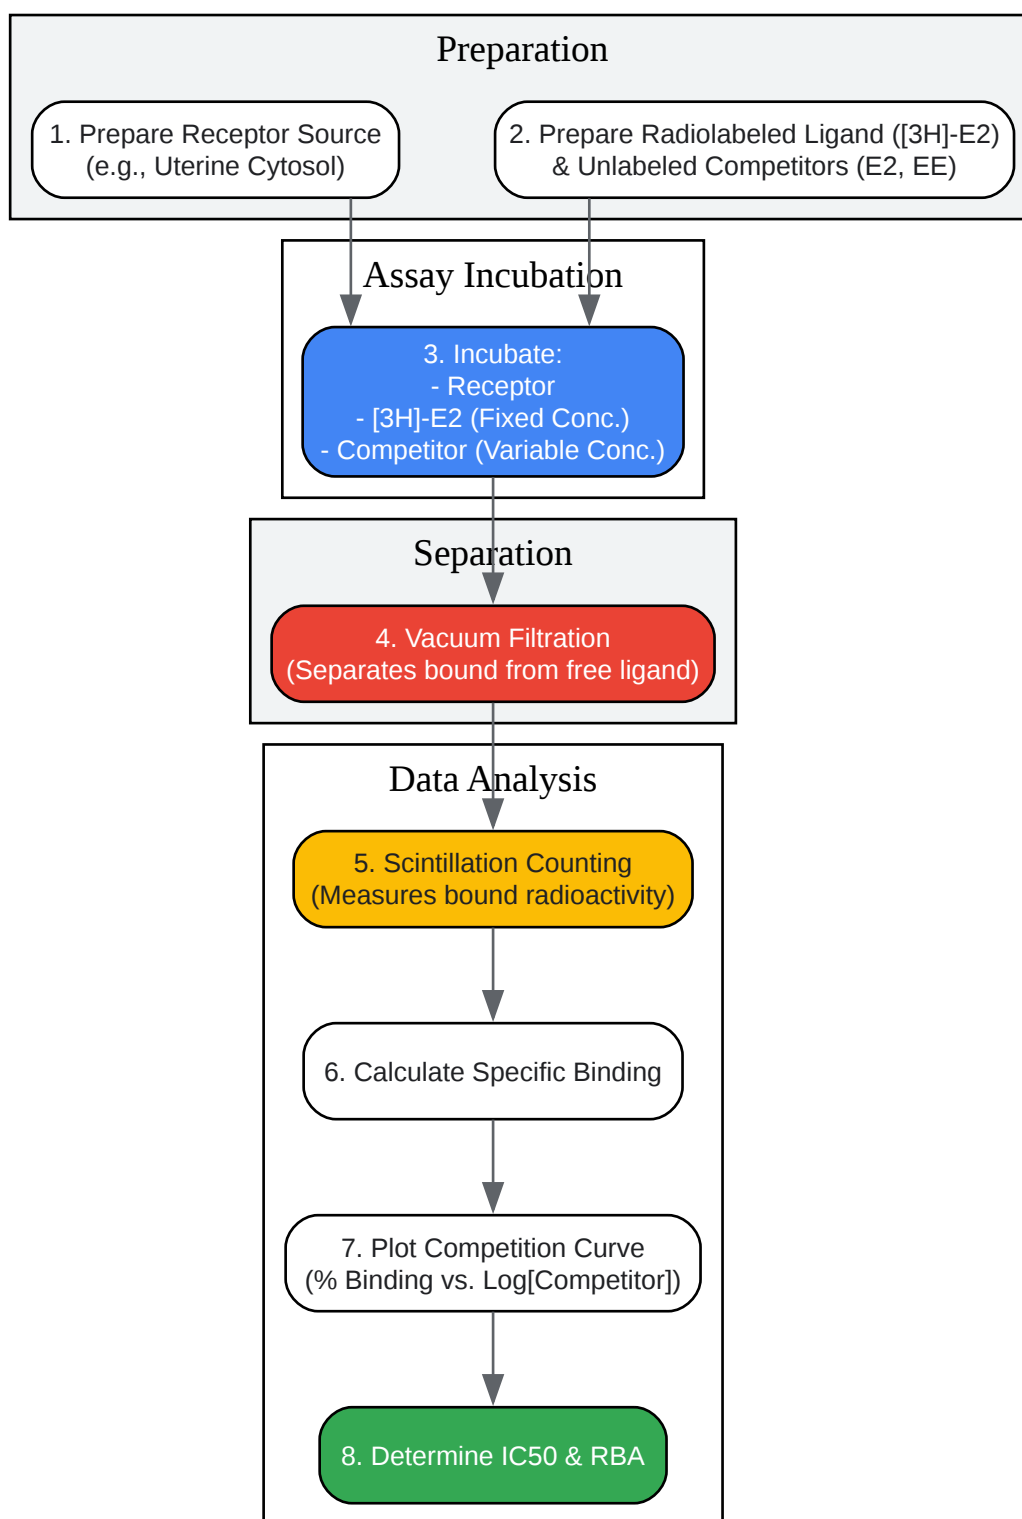 Preparation
1. Prepare Receptor Source
(e.g., Uterine Cytosol)
2. Prepare Radiolabeled Ligand ([3H]-E2)
& Unlabeled Competitors (E2, EE)
Assay Incubation
3. Incubate:
- Receptor
- [3H]-E2 (Fixed Conc.)
- Competitor (Variable Conc.)
Separation
4. Vacuum Filtration
(Separates bound from free ligand)
Data Analysis
5. Scintillation Counting
(Measures bound radioactivity)
6. Calculate Specific Binding
7. Plot Competition Curve
(% Binding vs. Log[Competitor])
8. Determine IC50 & RBA